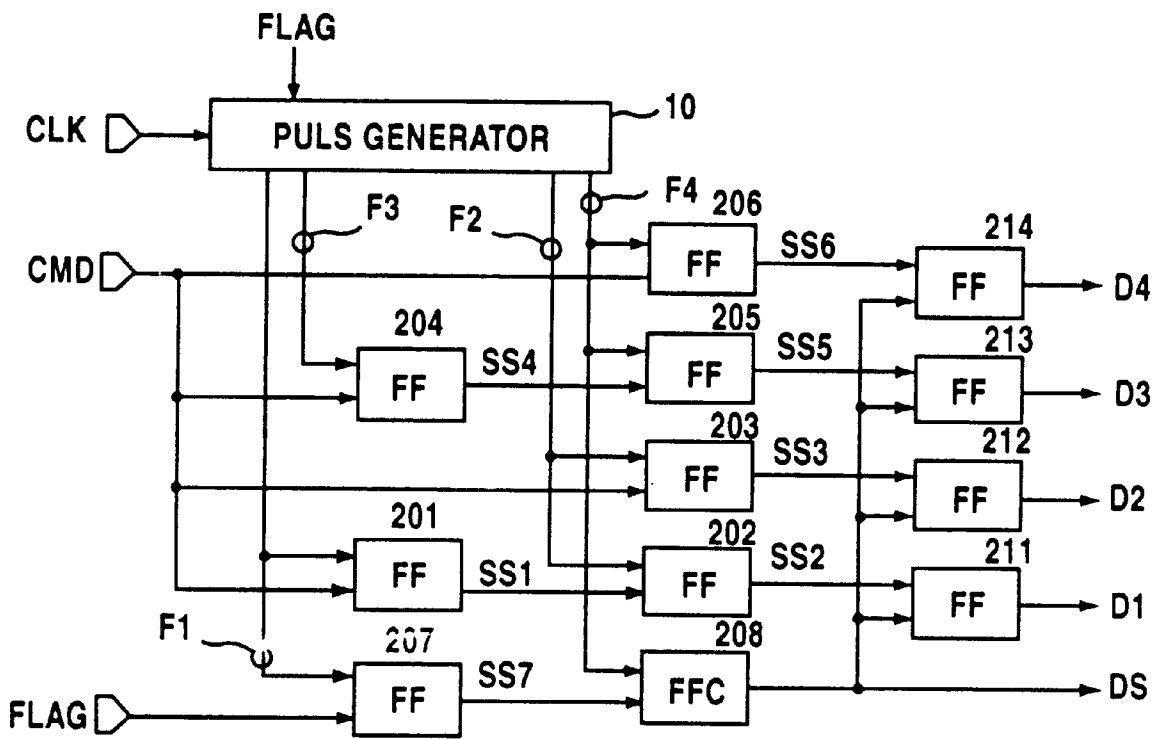 FLAG
CLK
PULS GENERATOR
10
F3
F2
F4
206
CMD
FF
SS6
214
FF
D4
204
FF
SS4
205
FF
SS5
213
FF
D3
203
FF
SS3
212
FF
D2
201
FF
SS1
202
FF
SS2
211
FF
D1
F1
207
FF
SS7
208
FFC
DS
FLAG